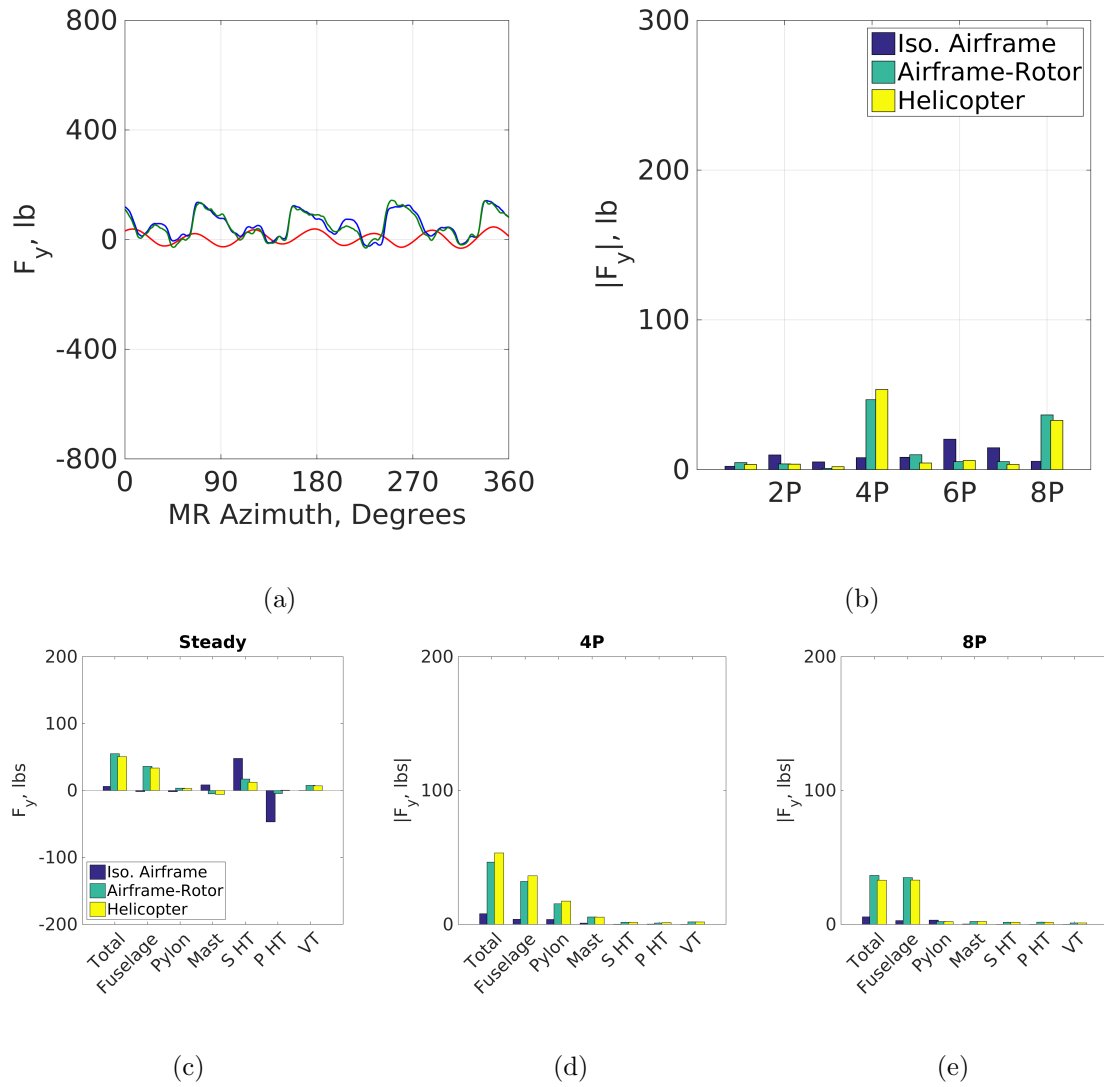 800
400
0
-400
-800
F_y, lb
0 90 180 270 360
MR Azimuth, Degrees
(a)
300
200
100
0
|F_y|, lb
Iso. Airframe
Airframe-Rotor
Helicopter
2P 4P 6P 8P
(b)
Steady
200
100
0
-100
-200
F_y, lbs
Iso. Airframe
Airframe-Rotor
Helicopter
Total Fuselage Pylon Mast S HT P HT VT
(c)
4P
200
100
0
|F_y, lbs|
Total Fuselage Pylon Mast S HT P HT VT
(d)
8P
200
100
0
|F_y, lbs|
Total Fuselage Pylon Mast S HT P HT VT
(e)